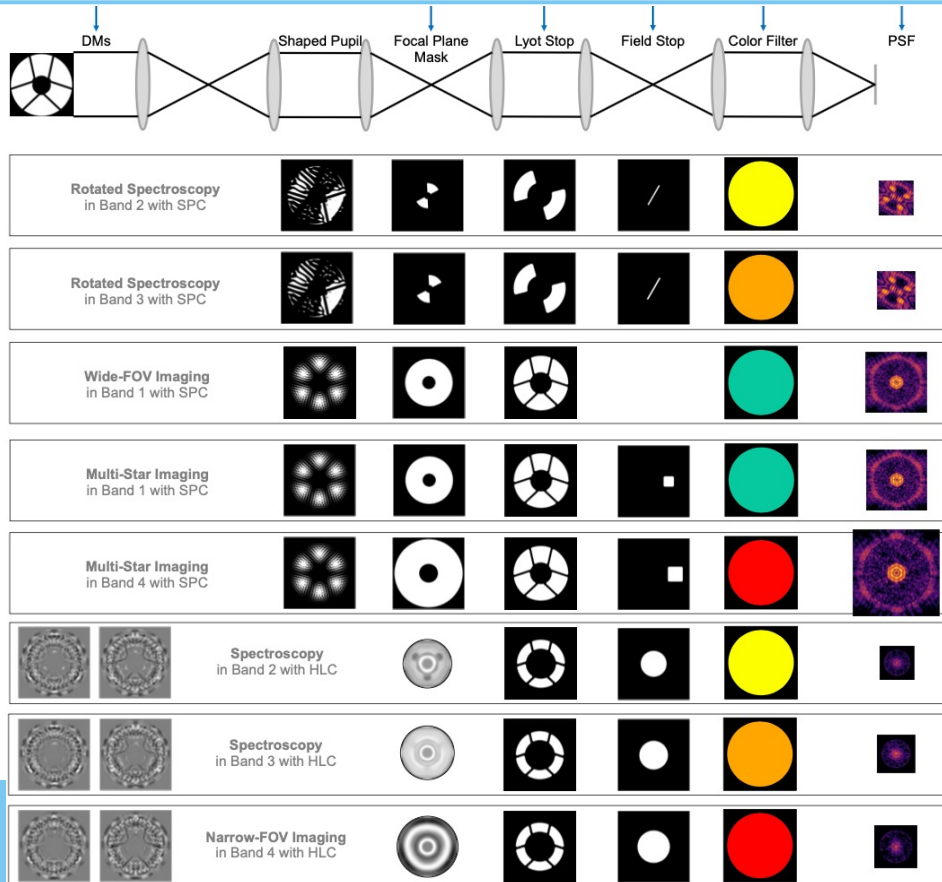 DMs
Shaped Pupil
Focal Plane
Mask
Lyot Stop
Field Stop
Color Filter
PSF
Rotated Spectroscopy
in Band 2 with SPC
Rotated Spectroscopy
in Band 3 with SPC
Wide-FOV Imaging
in Band 1 with SPC
Multi-Star Imaging
in Band 1 with SPC
Multi-Star Imaging
in Band 4 with SPC
Spectroscopy
in Band 2 with HLC
Spectroscopy
in Band 3 with HLC
Narrow-FOV Imaging
in Band 4 with HLC